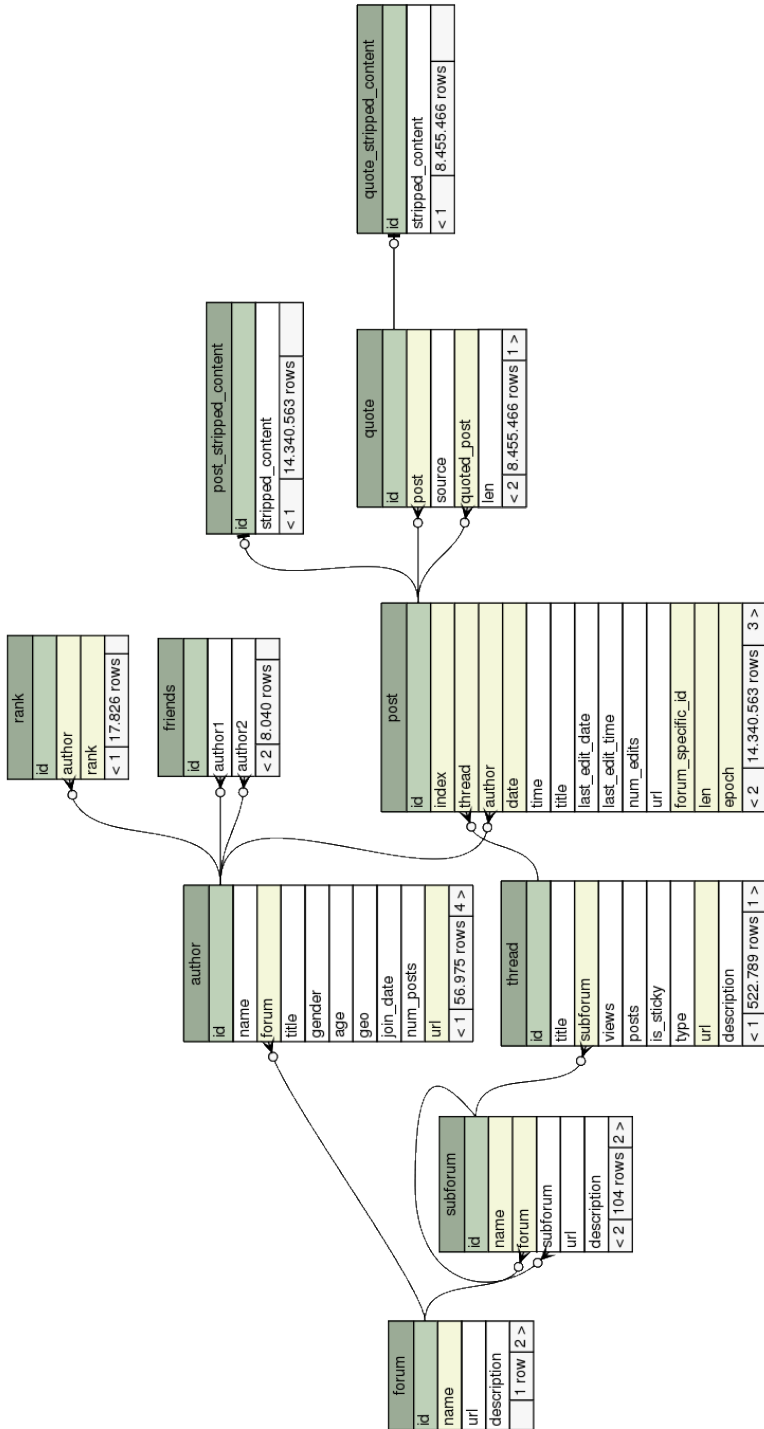 forum
id
name
url
description
1 row 2 >
subforum
id
name
forum
subforum
url
description
< 2 104 rows 2 >
author
id
name
forum
title
gender
age
geo
join_date
num_posts
url
< 1 56.975 rows 4 >
thread
id
title
subforum
views
posts
is_sticky
type
url
description
< 1 522.789 rows 1 >
rank
id
author
rank
< 1 17.826 rows
friends
id
author1
author2
< 2 8.040 rows
post
id
index
thread
author
date
time
title
last_edit_date
last_edit_time
num_edits
url
forum_specific_id
len
epoch
< 2 14.340.563 rows 3 >
post_stripped_content
id
stripped_content
< 1 14.340.563 rows
quote
id
post
source
quoted_post
len
< 2 8.455.466 rows 1 >
quote_stripped_content
id
stripped_content
< 1 8.455.466 rows